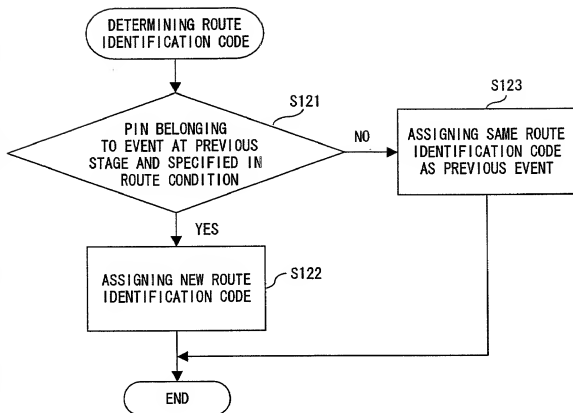 DETERMINING ROUTE
IDENTIFICATION CODE
S121
PIN BELONGING
TO EVENT AT PREVIOUS
STAGE AND SPECIFIED IN
ROUTE CONDITION
NO
S123
ASSIGNING SAME ROUTE
IDENTIFICATION CODE
AS PREVIOUS EVENT
YES
S122
ASSIGNING NEW ROUTE
IDENTIFICATION CODE
END